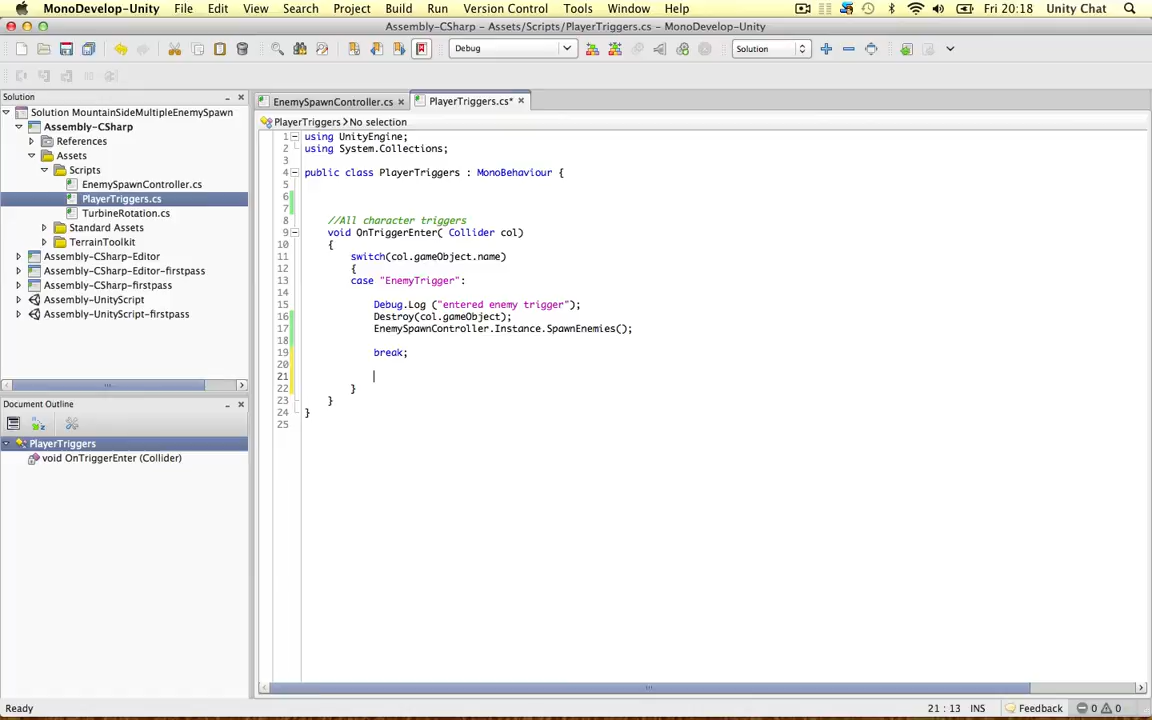 MonoDevelop-Unity File Edit View Search Project Build Run Version Control Tools Window Help Fri 20:18 Unity Chat
Assembly-CSharp – Assets/Scripts/PlayerTriggers.cs – MonoDevelop-Unity
Debug Solution
Solution
EnemySpawnController.cs PlayerTriggers.cs*
Solution MountainSideMultipleEnemySpawn
Assembly-CSharp
References
Assets
Scripts
EnemySpawnController.cs
PlayerTriggers.cs
TurbineRotation.cs
Standard Assets
TerrainToolkit
Assembly-CSharp-Editor
Assembly-CSharp-Editor-firstpass
Assembly-CSharp-firstpass
Assembly-UnityScript
Assembly-UnityScript-firstpass
Document Outline
PlayerTriggers
void OnTriggerEnter (Collider)
PlayerTriggers No selection
1 using UnityEngine;
2 using System.Collections;
3
4 public class PlayerTriggers : MonoBehaviour {
5
6
7
8 //All character triggers
9 void OnTriggerEnter( Collider col)
10 {
11 switch(col.gameObject.name)
12 {
13 case "EnemyTrigger":
14
15 Debug.Log ("entered enemy trigger");
16 Destroy(col.gameObject);
17 EnemySpawnController.Instance.SpawnEnemies();
18
19 break;
20
21
22 }
23 }
24 }
25
Ready 21 : 13 INS Feedback 0 0